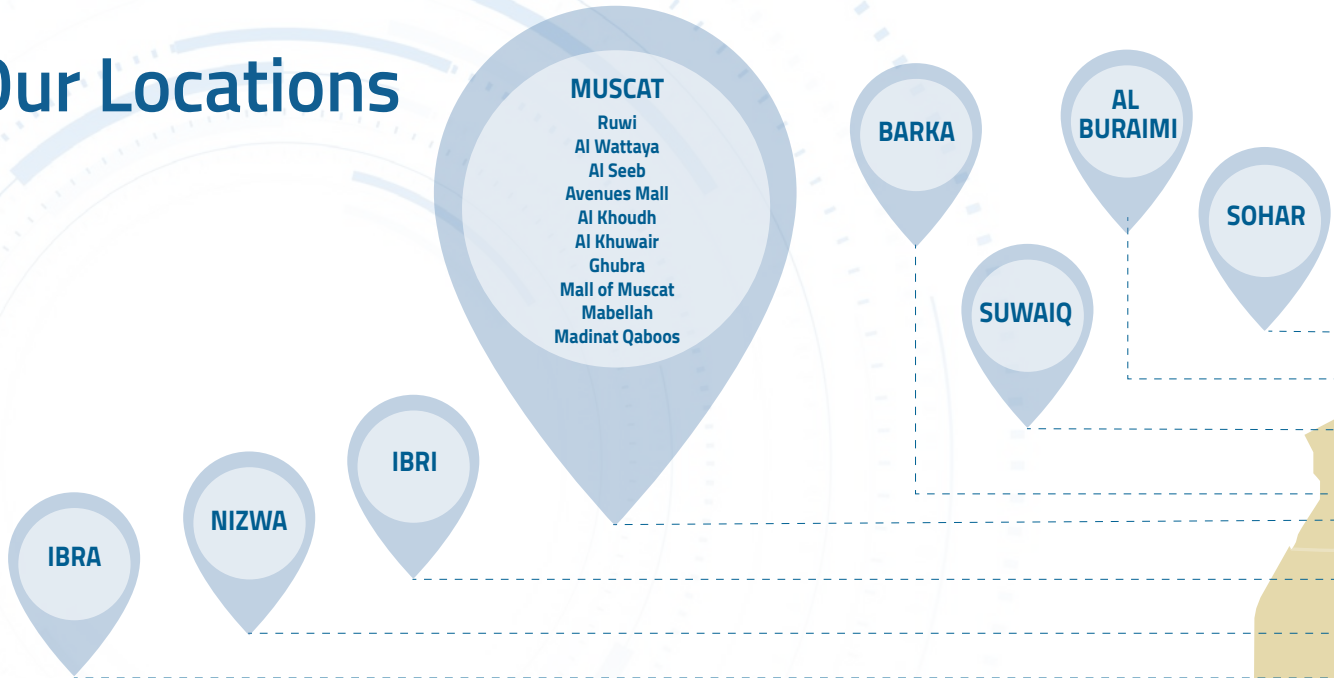 Our Locations
MUSCAT
Ruwi
Al Wattaya
Al Seeb
Avenues Mall
Al Khoudh
Al Khuwair
Ghubra
Mall of Muscat
Mabellah
Madinat Qaboos
BARKA
AL
BURAIMI
SOHAR
SUWAIQ
IBRI
NIZWA
IBRA